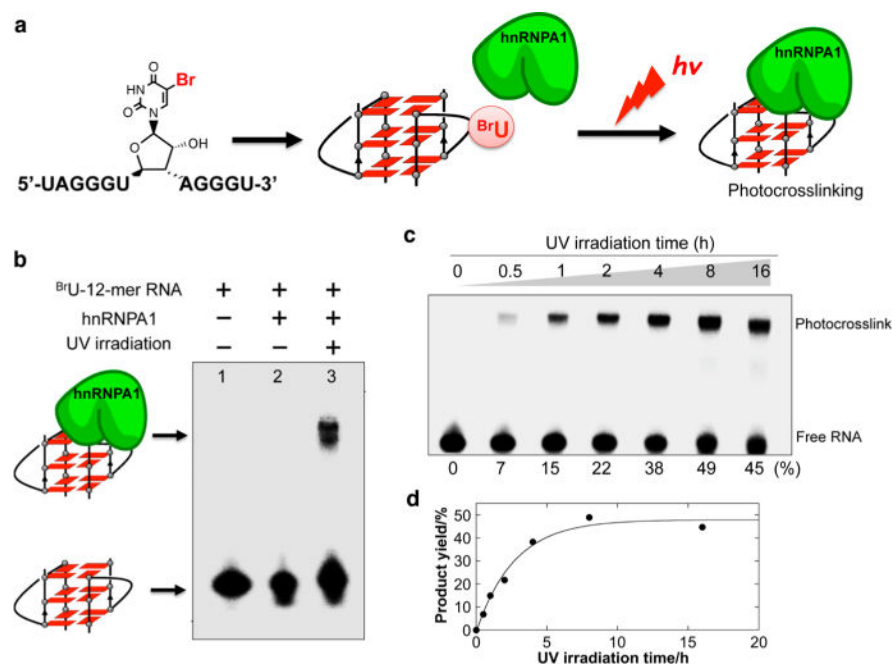 a
Br
O
HN
O
N
O
OH
5'-UAGGGU
AGGGU-3'
hnRNPA1
BrU
hν
hnRNPA1
Photocrosslinking
b
BrU-12-mer RNA + + +
hnRNPA1 − + +
UV irradiation − − +
1 2 3
hnRNPA1
c
UV irradiation time (h)
0 0.5 1 2 4 8 16
Photocrosslink
Free RNA
0 7 15 22 38 49 45 (%)
d
Product yield/%
50
40
30
20
10
0
0 5 10 15 20
UV irradiation time/h